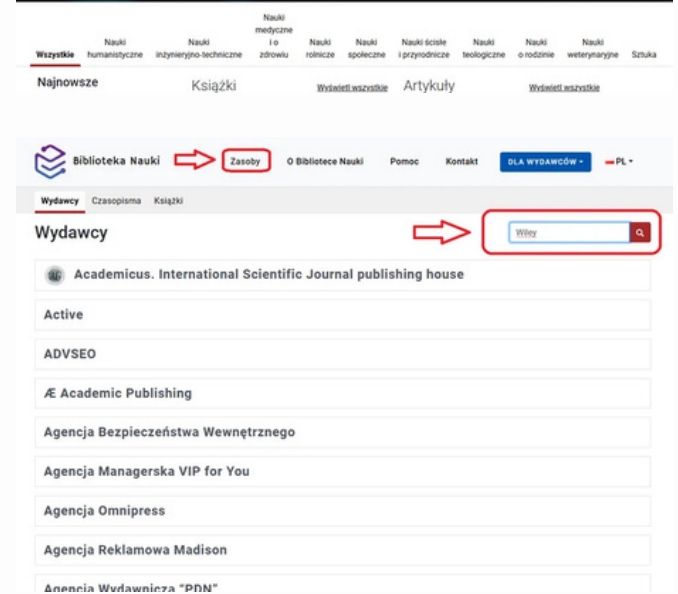 Wszystkie Nauki humanistyczne Nauki inżynieryjno-techniczne Nauki medyczne i o zdrowiu Nauki rolnicze Nauki społeczne Nauki ścisłe i przyrodnicze Nauki teologiczne Nauki o rodzinie Nauki weterynaryjne Sztuka
Najnowsze Książki Wyświetl wszystkie Artykuły Wyświetl wszystkie
Biblioteka Nauki Zasoby O Bibliotece Nauki Pomoc Kontakt DLA WYDAWCÓW PL
Wydawcy Czasopisma Książki
Wydawcy Wiley
Academicus. International Scientific Journal publishing house
Active
ADVSEO
Æ Academic Publishing
Agencja Bezpieczeństwa Wewnętrznego
Agencja Managerska VIP for You
Agencja Omnipress
Agencja Reklamowa Madison
Agencja Wydawnicza "PDN"